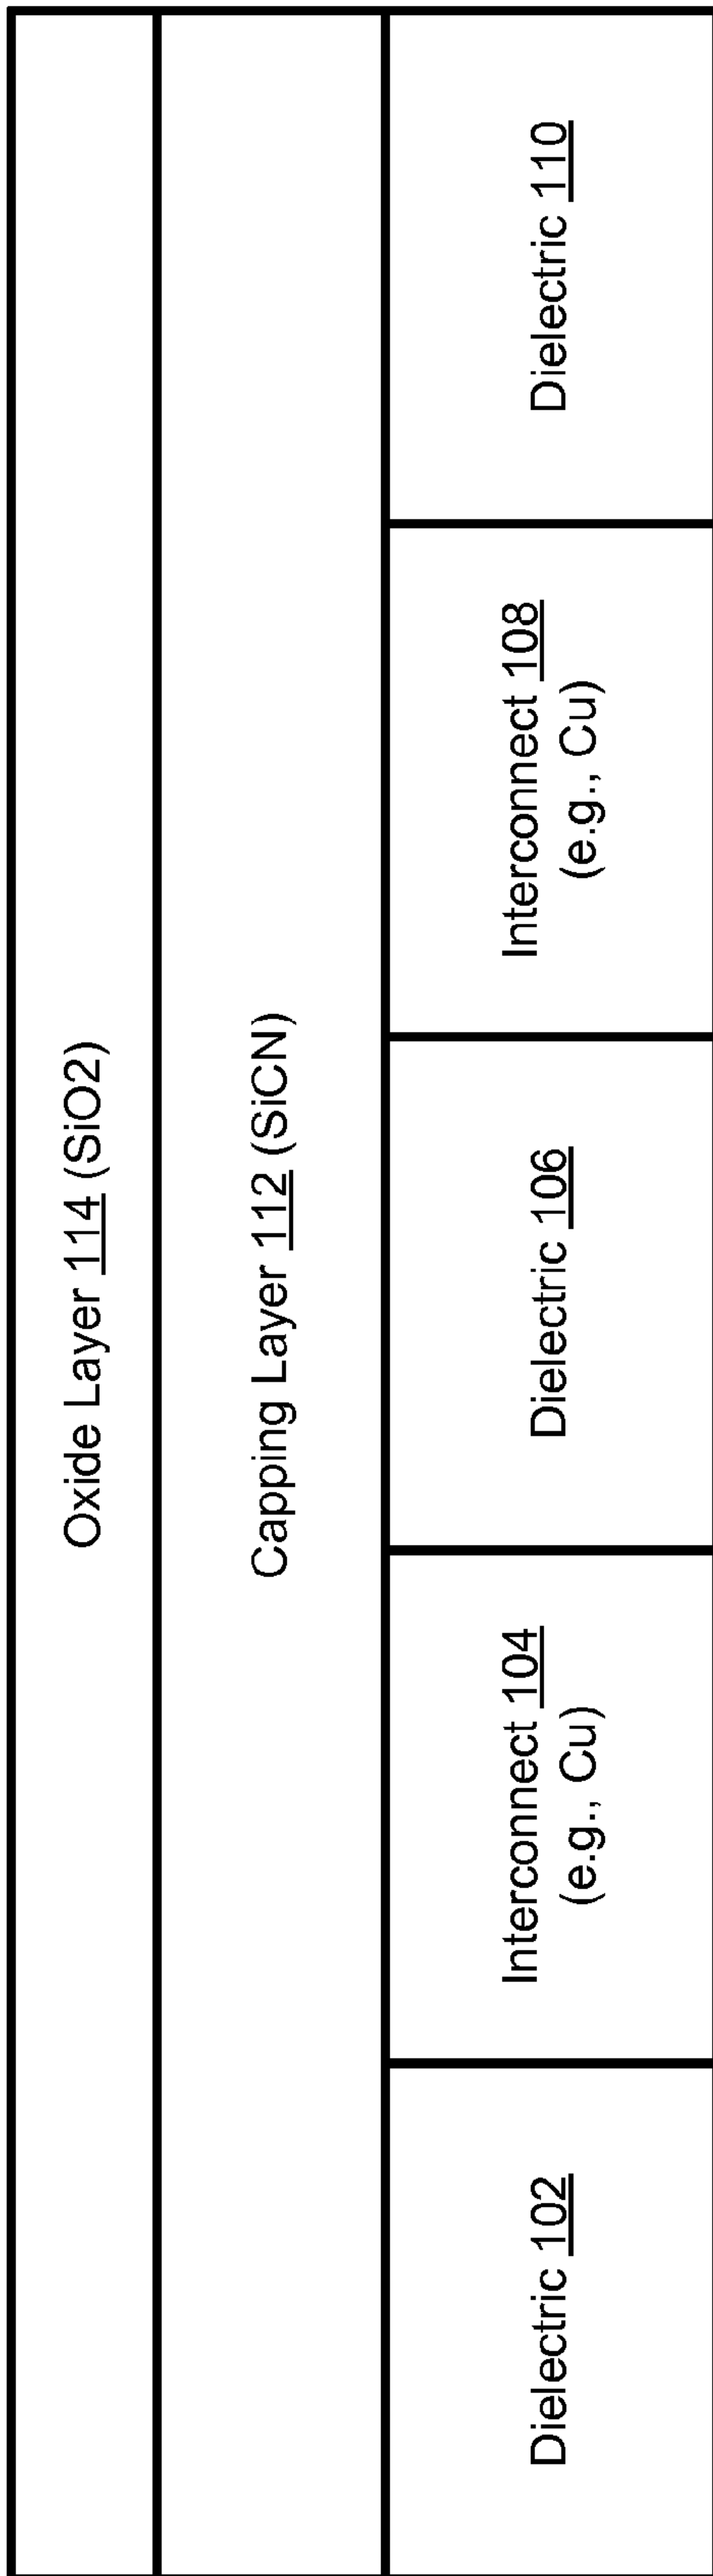 Oxide Layer 114 (SiO2)
Capping Layer 112 (SiCN)
Dielectric 102
Interconnect 104
(e.g., Cu)
Dielectric 106
Interconnect 108
(e.g., Cu)
Dielectric 110